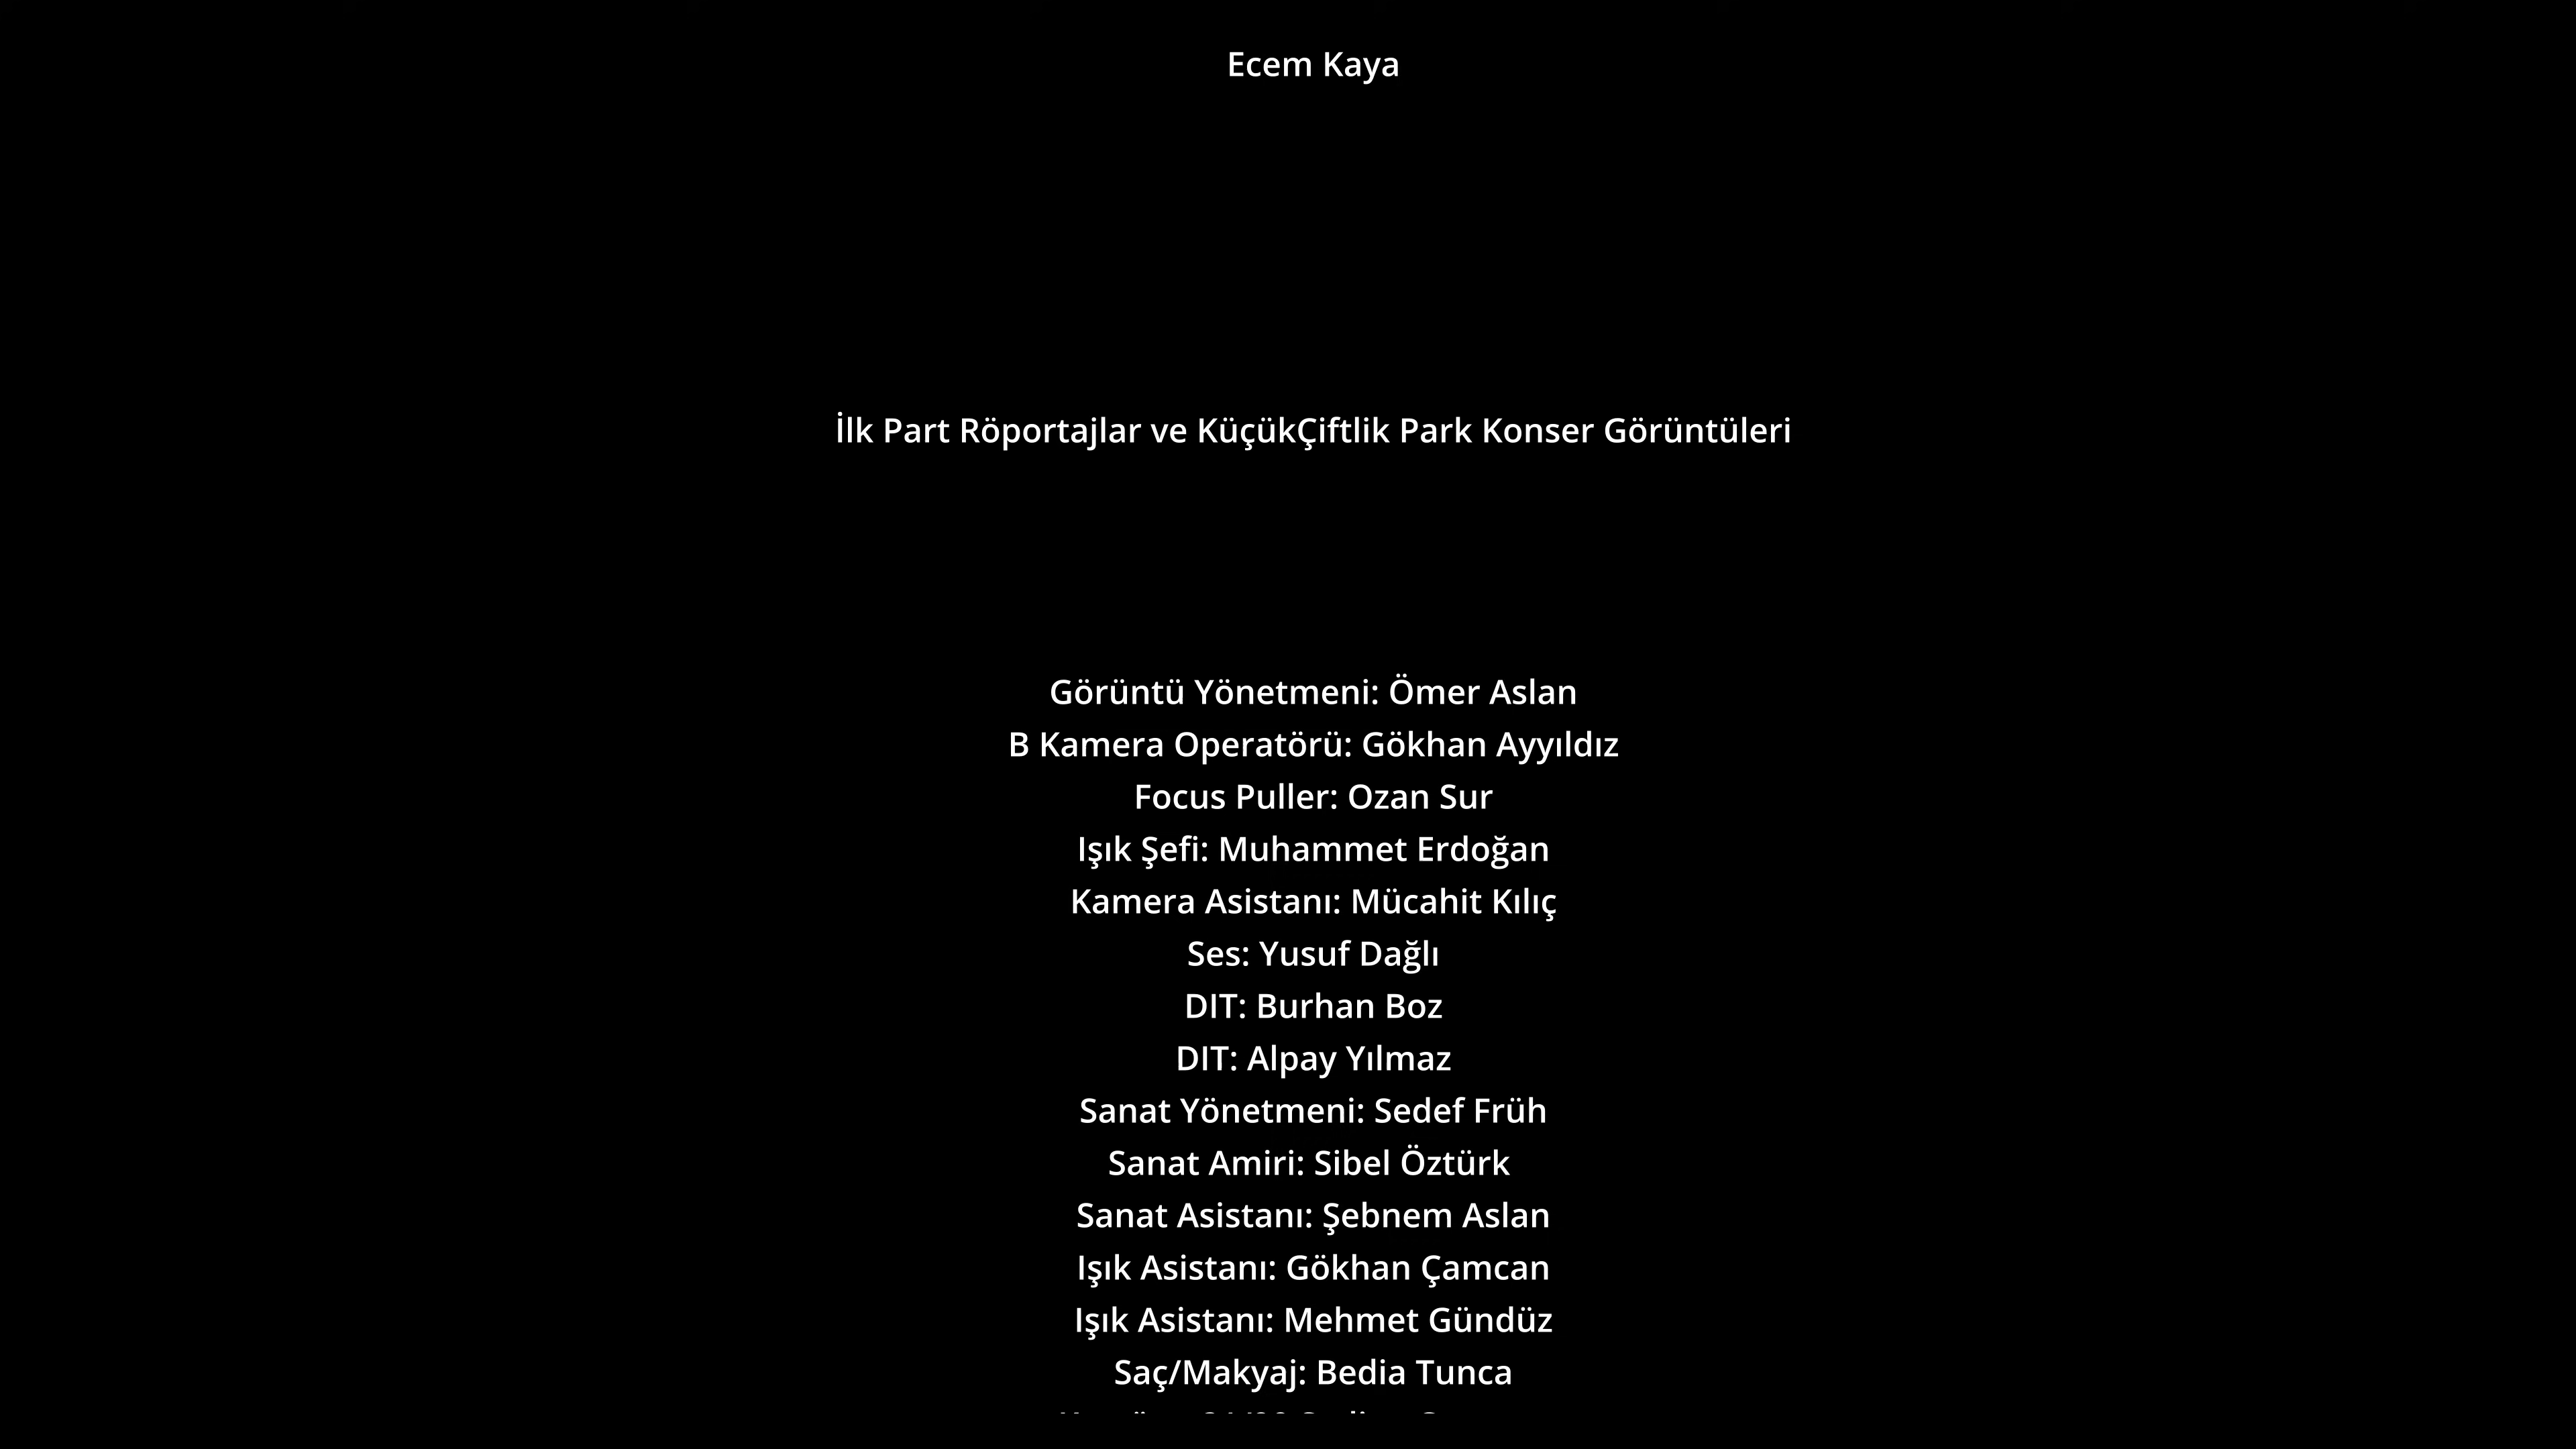 Ecem Kaya
İlk Part Röportajlar ve KüçükÇiftlik Park Konser Görüntüleri
Görüntü Yönetmeni: Ömer Aslan
B Kamera Operatörü: Gökhan Ayyıldız
Focus Puller: Ozan Sur
Işık Şefi: Muhammet Erdoğan
Kamera Asistanı: Mücahit Kılıç
Ses: Yusuf Dağlı
DIT: Burhan Boz
DIT: Alpay Yılmaz
Sanat Yönetmeni: Sedef Früh
Sanat Amiri: Sibel Öztürk
Sanat Asistanı: Şebnem Aslan
Işık Asistanı: Gökhan Çamcan
Işık Asistanı: Mehmet Gündüz
Saç/Makyaj: Bedia Tunca